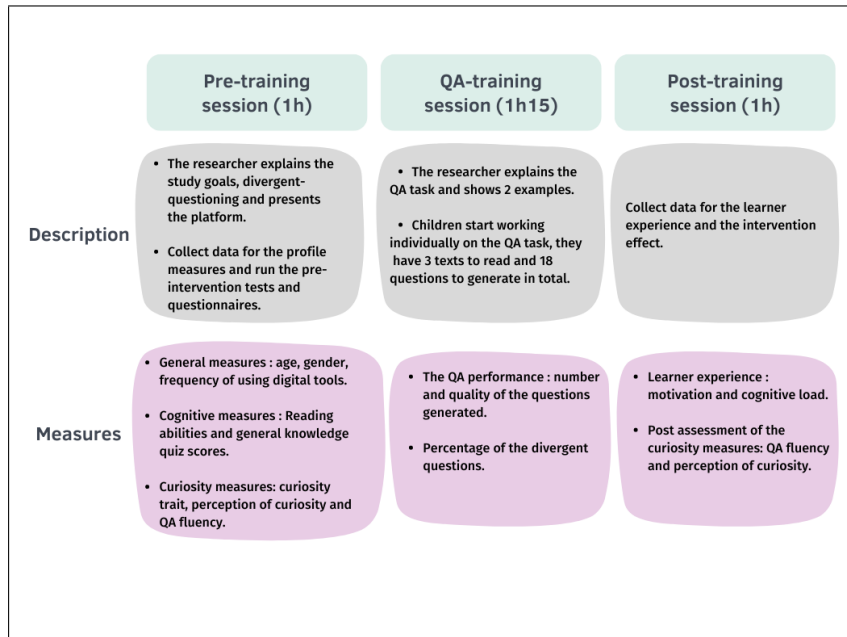 Pre-training
session (1h)
QA-training
session (1h15)
Post-training
session (1h)
Description
• The researcher explains the
study goals, divergent-
questioning and presents
the platform.
• Collect data for the profile
measures and run the pre-
intervention tests and
questionnaires.
• The researcher explains the
QA task and shows 2 examples.
• Children start working
individually on the QA task, they
have 3 texts to read and 18
questions to generate in total.
Collect data for the learner
experience and the intervention
effect.
Measures
• General measures : age, gender,
frequency of using digital tools.
• Cognitive measures : Reading
abilities and general knowledge
quiz scores.
• Curiosity measures: curiosity
trait, perception of curiosity and
QA fluency.
• The QA performance : number
and quality of the questions
generated.
• Percentage of the divergent
questions.
• Learner experience :
motivation and cognitive load.
• Post assessment of the
curiosity measures: QA fluency
and perception of curiosity.